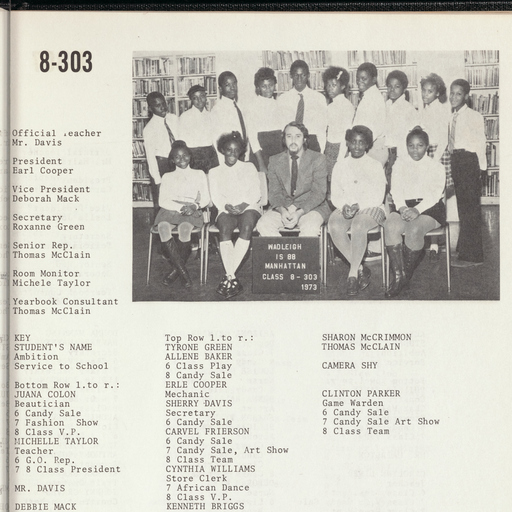 8-303
Official eacher
Mr. Davis
President
Earl Cooper
Vice President
Deborah Mack
Secretary
Roxanne Green
Senior Rep.
Thomas McClain
Room Monitor
Michele Taylor
Yearbook Consultant
Thomas McClain
WADLEIGH
IS 88
MANHATTAN
CLASS 8-303
1973
KEY
STUDENT'S NAME
Ambition
Service to School
Bottom Row l.to r.:
JUANA COLON
Beautician
6 Candy Sale
7 Fashion Show
8 Class V.P.
MICHELLE TAYLOR
Teacher
6 G.O. Rep.
7 8 Class President
MR. DAVIS
DEBBIE MACK
Top Row l.to r.:
TYRONE GREEN
ALLENE BAKER
6 Class Play
8 Candy Sale
ERLE COOPER
Mechanic
SHERRY DAVIS
Secretary
6 Candy Sale
CARVEL FRIERSON
6 Candy Sale
7 Candy Sale, Art Show
8 Class Team
CYNTHIA WILLIAMS
Store Clerk
7 African Dance
8 Class V.P.
KENNETH BRIGGS
SHARON McCRIMMON
THOMAS McCLAIN
CAMERA SHY
CLINTON PARKER
Game Warden
6 Candy Sale
7 Candy Sale Art Show
8 Class Team